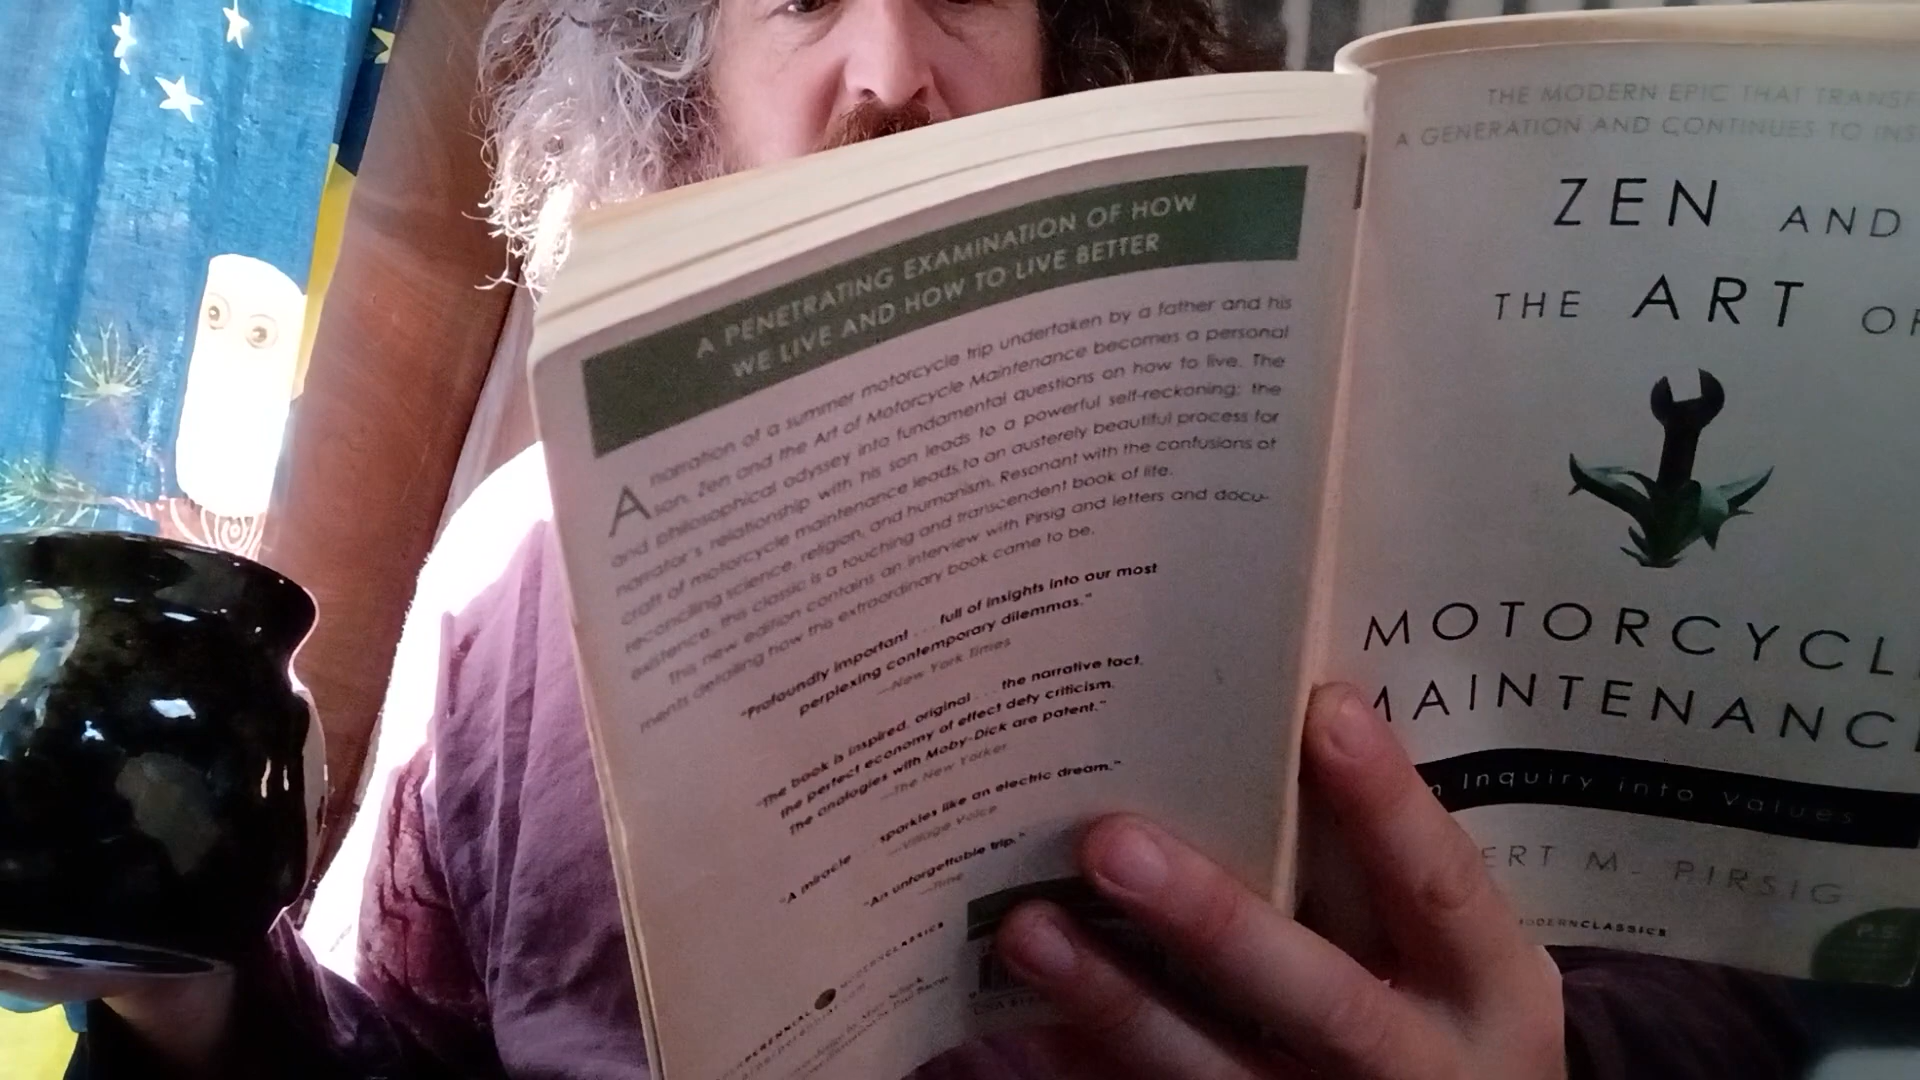 A PENETRATING EXAMINATION OF HOW
WE LIVE AND HOW TO LIVE BETTER
A narration of a summer motorcycle trip undertaken by a father and his
son, Zen and the Art of Motorcycle Maintenance becomes a personal
and philosophical odyssey into fundamental questions on how to live. The
narrator's relationship with his son leads to a powerful self-reckoning; the
craft of motorcycle maintenance leads to an austerely beautiful process for
reconciling science, religion, and humanism. Resonant with the confusions of
existence, this classic is a touching and transcendent book of life.
This new edition contains an interview with Pirsig and letters and docu-
ments detailing how this extraordinary book came to be.
"Profoundly important . . . full of insights into our most
perplexing contemporary dilemmas."
—New York Times
"The book is inspired, original . . . the narrative tact,
the perfect economy of effect defy criticism.
The analogies with Moby-Dick are patent."
—The New Yorker
"A miracle . . . sparkles like an electric dream."
—Village Voice
"An unforgettable trip."
—Time
PERENNIAL MODERNCLASSICS
THE MODERN EPIC THAT TRANSF
A GENERATION AND CONTINUES TO INS
ZEN AND
THE ART OF
MOTORCYCL
MAINTENANC
n Inquiry into Values
ERT M. PIRSIG
MODERNCLASSICS
P.S.